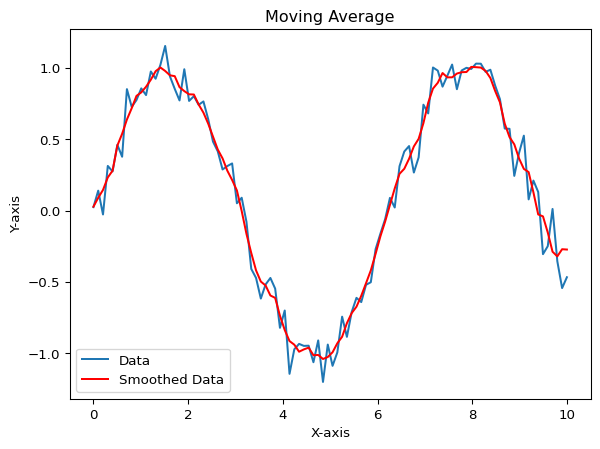 Moving Average
Y-axis
1.0
0.5
0.0
−0.5
−1.0
Data
Smoothed Data
0 2 4 6 8 10
X-axis